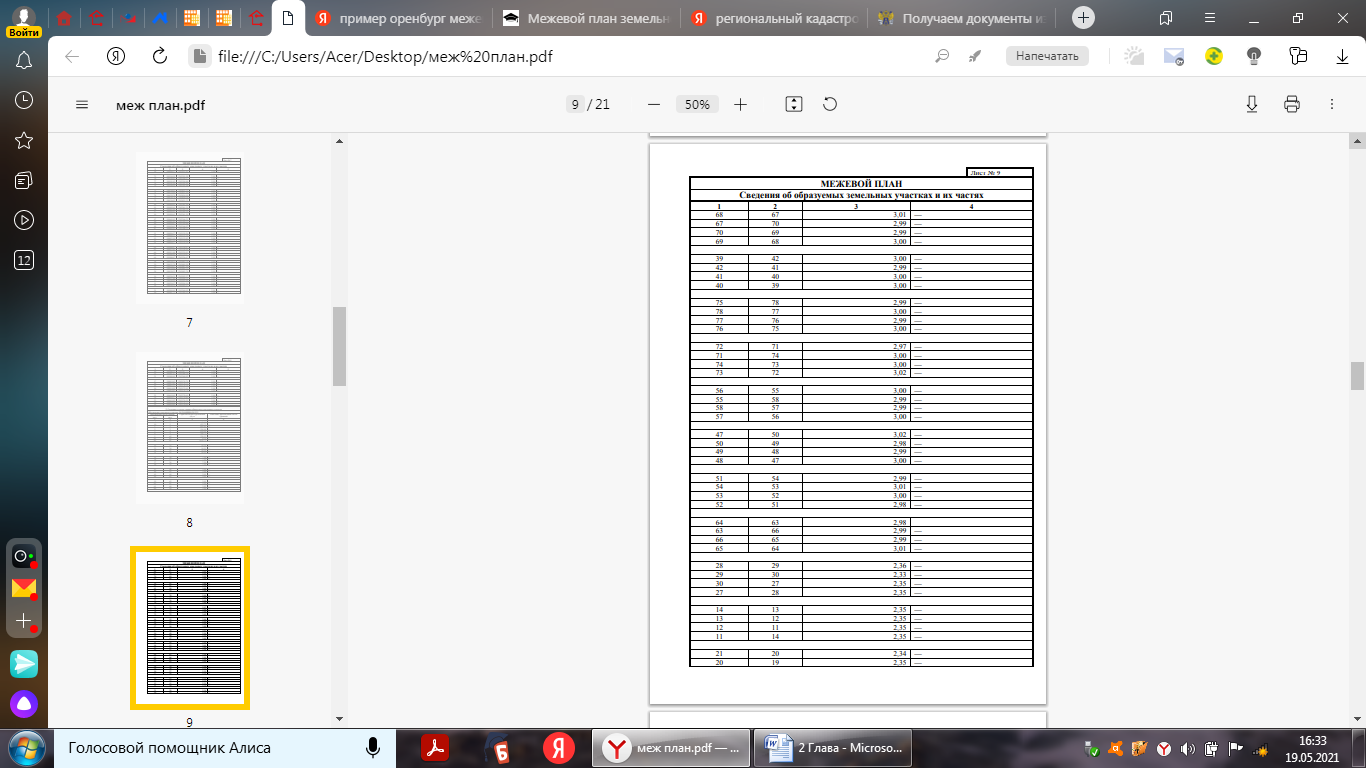 Войти
пример оренбург меже
Межевой план земельн
региональный кадастро
Получаем документы и
file:///C:/Users/Acer/Desktop/меж%20план.pdf
Напечатать
меж план.pdf
9 / 21
50%
12
7
8
9
Лист № 9
МЕЖЕВОЙ ПЛАН
Сведения об образуемых земельных участках и их частях
1 2 3 4
68 67 3,01 —
67 70 2,99 —
70 69 2,99 —
69 68 3,00 —
39 42 3,00 —
42 41 2,99 —
41 40 3,00 —
40 39 3,00 —
75 78 2,99 —
78 77 3,00 —
77 76 2,99 —
76 75 3,00 —
72 71 2,97 —
71 74 3,00 —
74 73 3,00 —
73 72 3,02 —
56 55 3,00 —
55 58 2,99 —
58 57 2,99 —
57 56 3,00 —
47 50 3,02 —
50 49 2,98 —
49 48 2,99 —
48 47 3,00 —
51 54 2,99 —
54 53 3,01 —
53 52 3,00 —
52 51 2,98 —
64 63 2,98
63 66 2,99 —
66 65 2,99 —
65 64 3,01 —
28 29 2,36 —
29 30 2,33 —
30 27 2,35 —
27 28 2,35 —
14 13 2,35 —
13 12 2,35 —
12 11 2,35 —
11 14 2,35 —
21 20 2,34 —
20 19 2,35 —
Голосовой помощник Алиса
меж план.pdf — ...
2 Глава - Microso...
16:33
19.05.2021